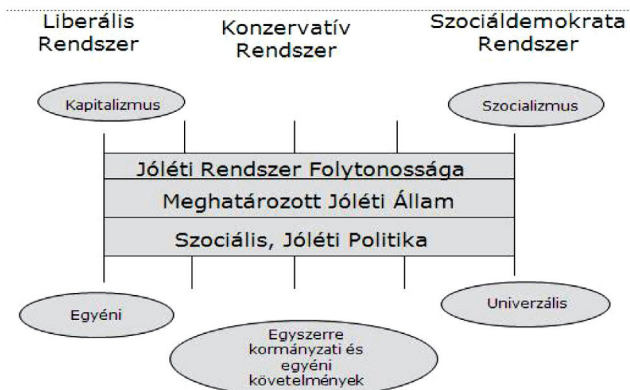 Liberális
Rendszer
Konzervatív
Rendszer
Szociáldemokrata
Rendszer
Kapitalizmus
Szocializmus
Jóléti Rendszer Folytonossága
Meghatározott Jóléti Állam
Szociális, Jóléti Politika
Egyéni
Egyszerre
kormányzati és
egyéni
követelmények
Univerzális